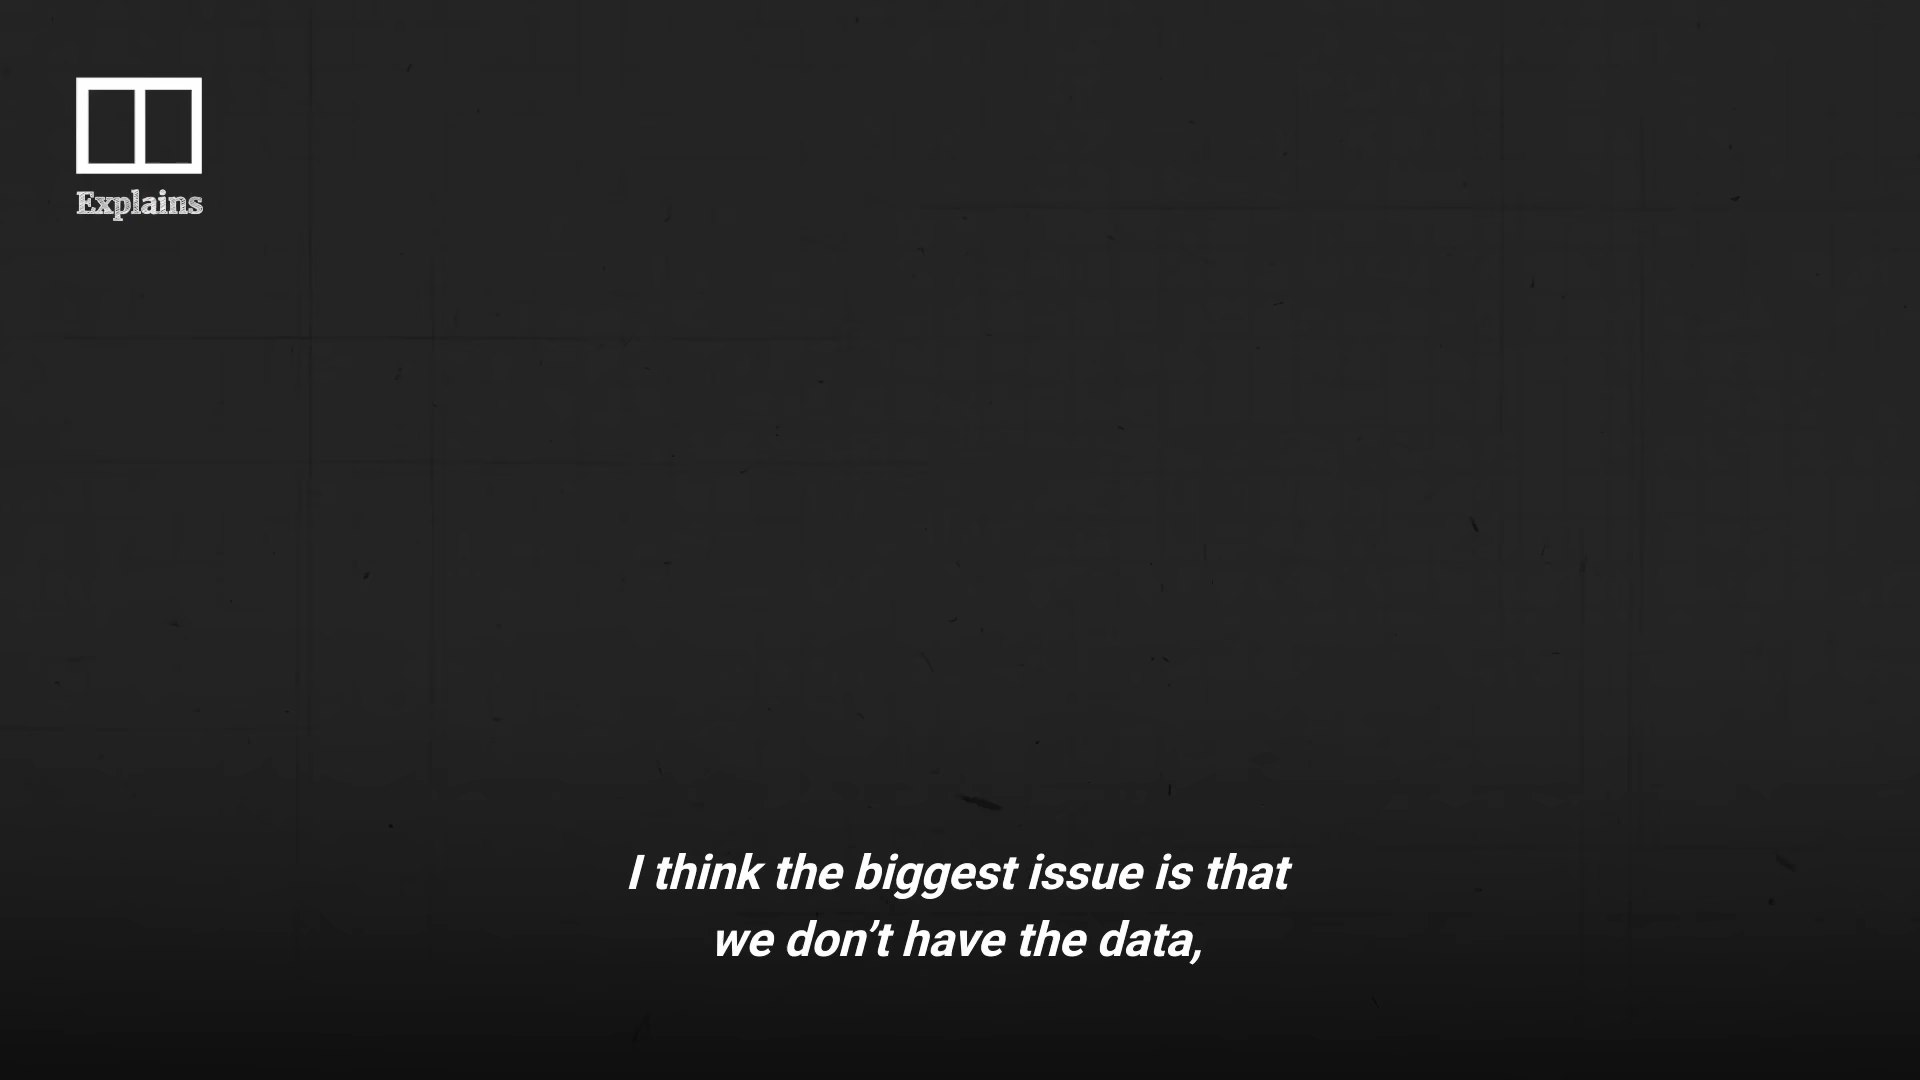 Explains
I think the biggest issue is that
we don’t have the data,